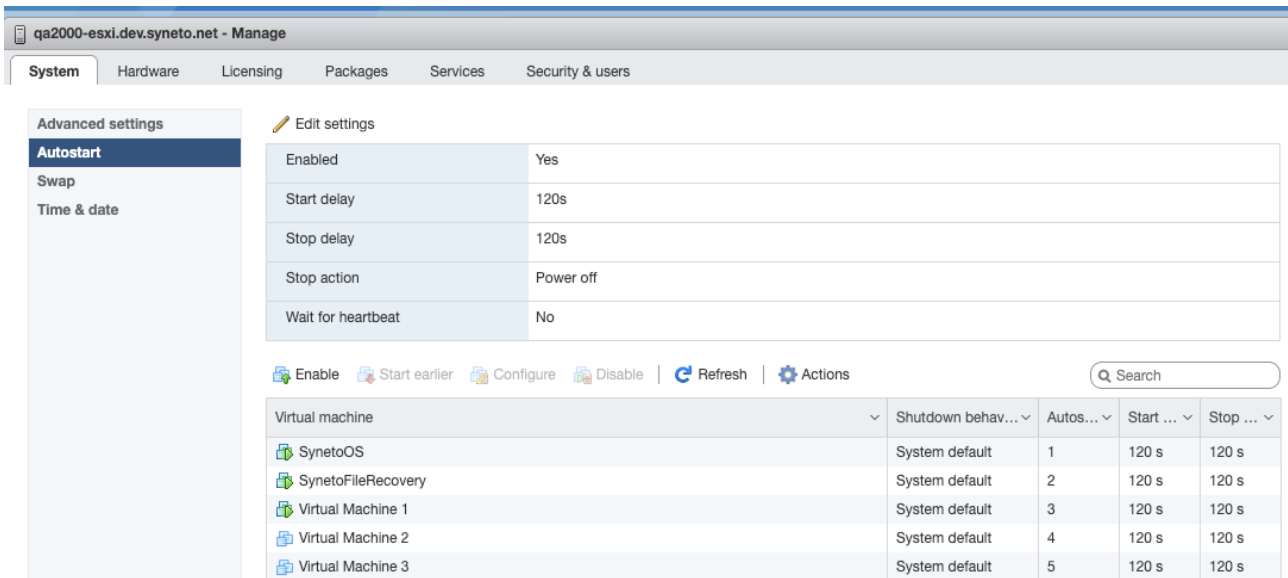 qa2000-esxi.dev.syneto.net - Manage
System Hardware Licensing Packages Services Security & users
Advanced settings
Autostart
Swap
Time & date
Edit settings
Enabled Yes
Start delay 120s
Stop delay 120s
Stop action Power off
Wait for heartbeat No
Enable Start earlier Configure Disable Refresh Actions Search
Virtual machine Shutdown behav... Autos... Start ... Stop ...
SynetoOS System default 1 120 s 120 s
SynetoFileRecovery System default 2 120 s 120 s
Virtual Machine 1 System default 3 120 s 120 s
Virtual Machine 2 System default 4 120 s 120 s
Virtual Machine 3 System default 5 120 s 120 s